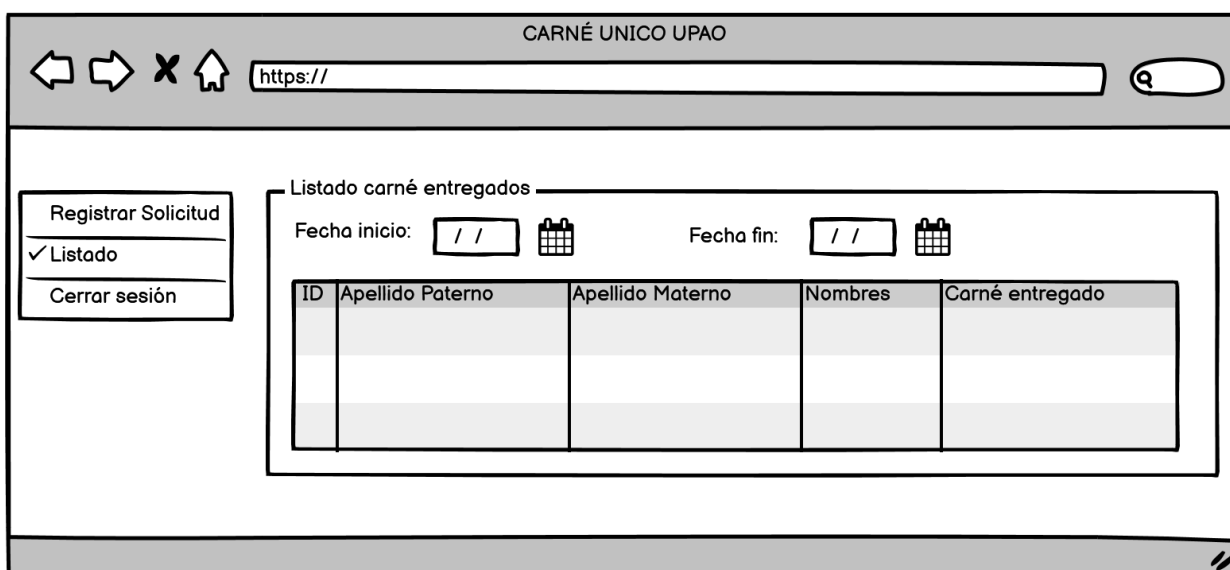 CARNÉ UNICO UPAO
https://
Registrar Solicitud
Listado
Cerrar sesión
Listado carné entregados
Fecha inicio: / / Fecha fin: / /
ID Apellido Paterno Apellido Materno Nombres Carné entregado